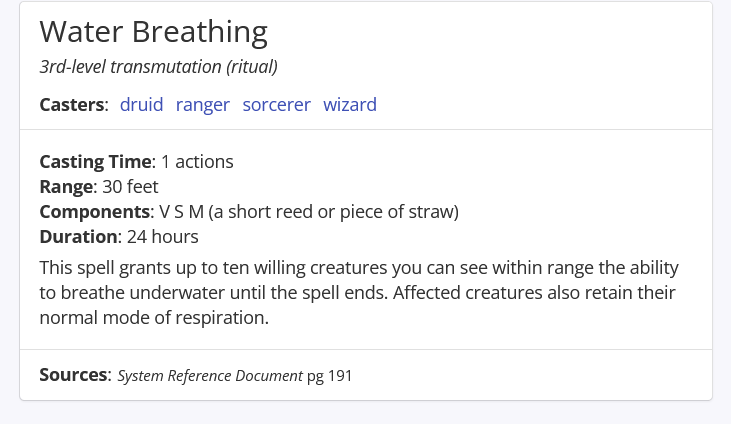 Water Breathing
3rd-level transmutation (ritual)
Casters: druid ranger sorcerer wizard
Casting Time: 1 actions
Range: 30 feet
Components: V S M (a short reed or piece of straw)
Duration: 24 hours
This spell grants up to ten willing creatures you can see within range the ability
to breathe underwater until the spell ends. Affected creatures also retain their
normal mode of respiration.
Sources: System Reference Document pg 191